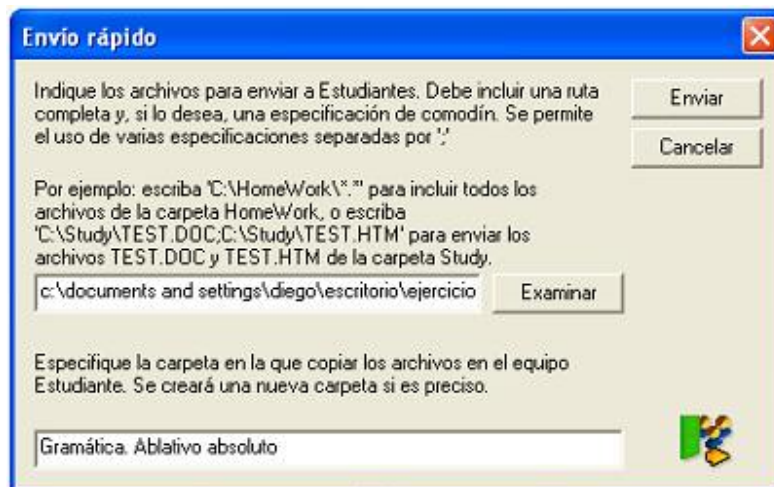 Envío rápido
Indique los archivos para enviar a Estudiantes. Debe incluir una ruta
completa y, si lo desea, una especificación de comodín. Se permite
el uso de varias especificaciones separadas por ';'
Enviar
Cancelar
Por ejemplo: escriba 'C:\HomeWork\*.*' para incluir todos los
archivos de la carpeta HomeWork, o escriba
'C:\Study\TEST.DOC;C:\Study\TEST.HTM' para enviar los
archivos TEST.DOC y TEST.HTM de la carpeta Study.
c:\documents and settings\diego\escritorio\ejercicio
Examinar
Especifique la carpeta en la que copiar los archivos en el equipo
Estudiante. Se creará una nueva carpeta si es preciso.
Gramática. Ablativo absoluto